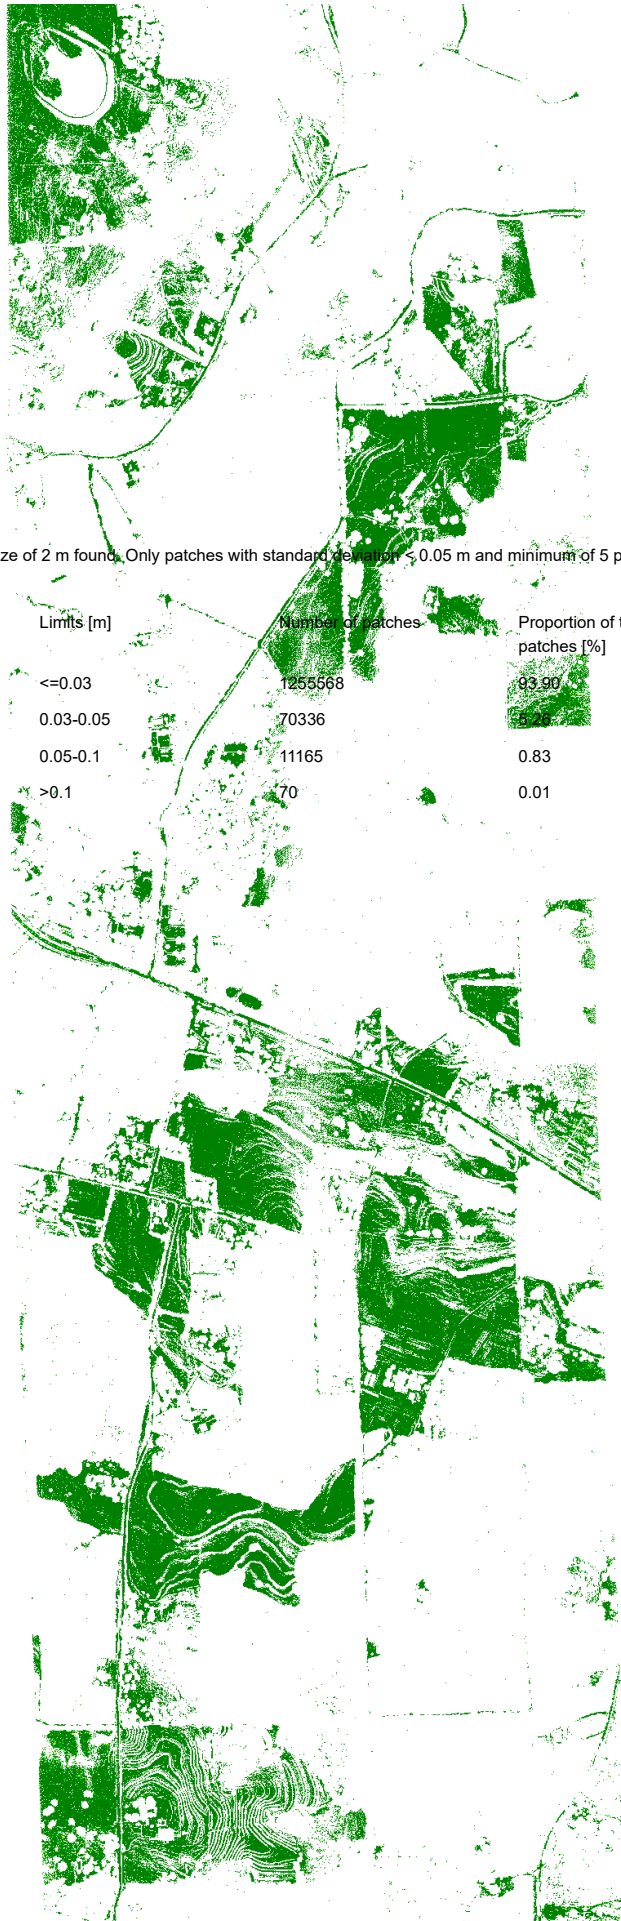 ze of 2 m found. Only patches with standard deviation < 0.05 m and minimum of 5 p
Limits [m] Number of patches Proportion of t
patches [%]
<=0.03 1255568 93.90
0.03-0.05 70336 5.26
0.05-0.1 11165 0.83
>0.1 70 0.01